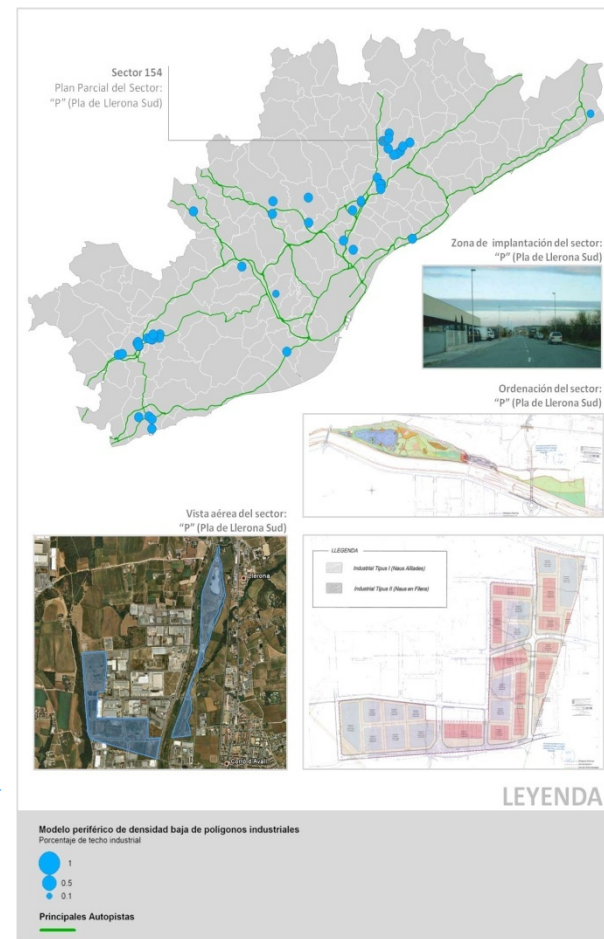 Sector 154
Plan Parcial del Sector:
"P" (Pla de Llerona Sud)
Zona de implantación del sector:
"P" (Pla de Llerona Sud)
Ordenación del sector:
"P" (Pla de Llerona Sud)
Vista aérea del sector:
"P" (Pla de Llerona Sud)
Llerona
Corró d'Avall
LLEGENDA
Industrial Tipus I (Naus Aïllades)
Industrial Tipus II (Naus en Filera)
LEYENDA
Modelo periférico de densidad baja de poligonos industriales
Porcentaje de techo industrial
1
0.5
0.1
Principales Autopistas